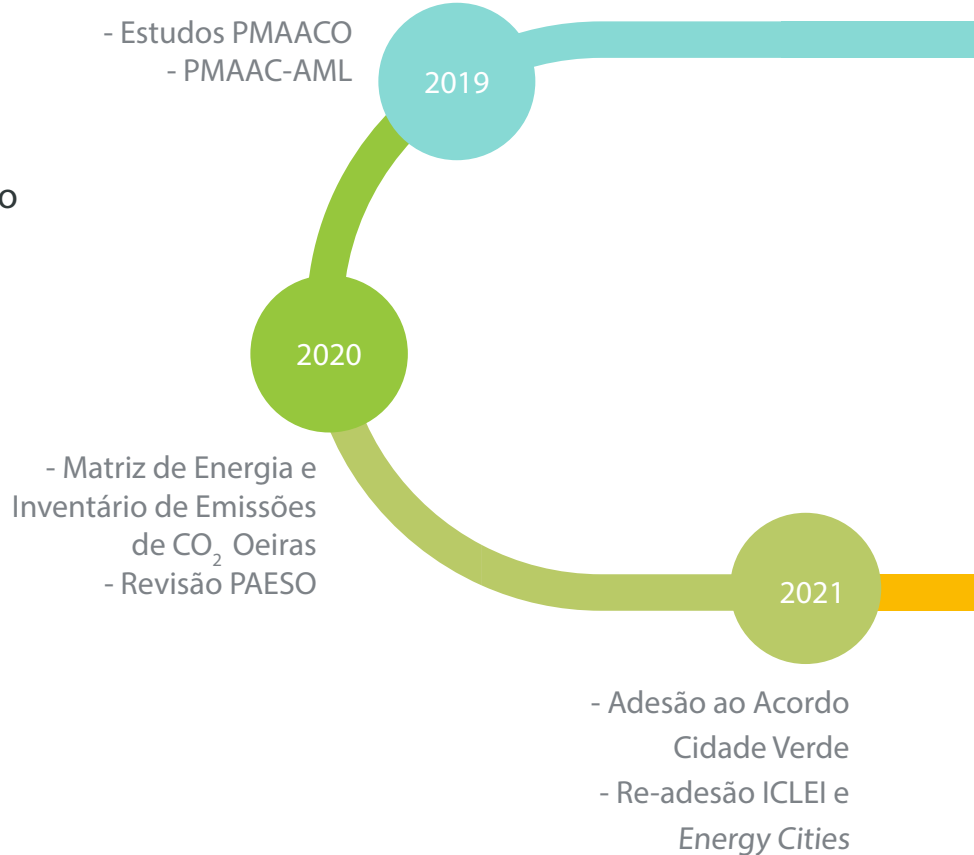 - Estudos PMAACO
- PMAAC-AML
2019
o
2020
- Matriz de Energia e
Inventário de Emissões
de CO₂ Oeiras
- Revisão PAESO
2021
- Adesão ao Acordo
Cidade Verde
- Re-adesão ICLEI e
Energy Cities